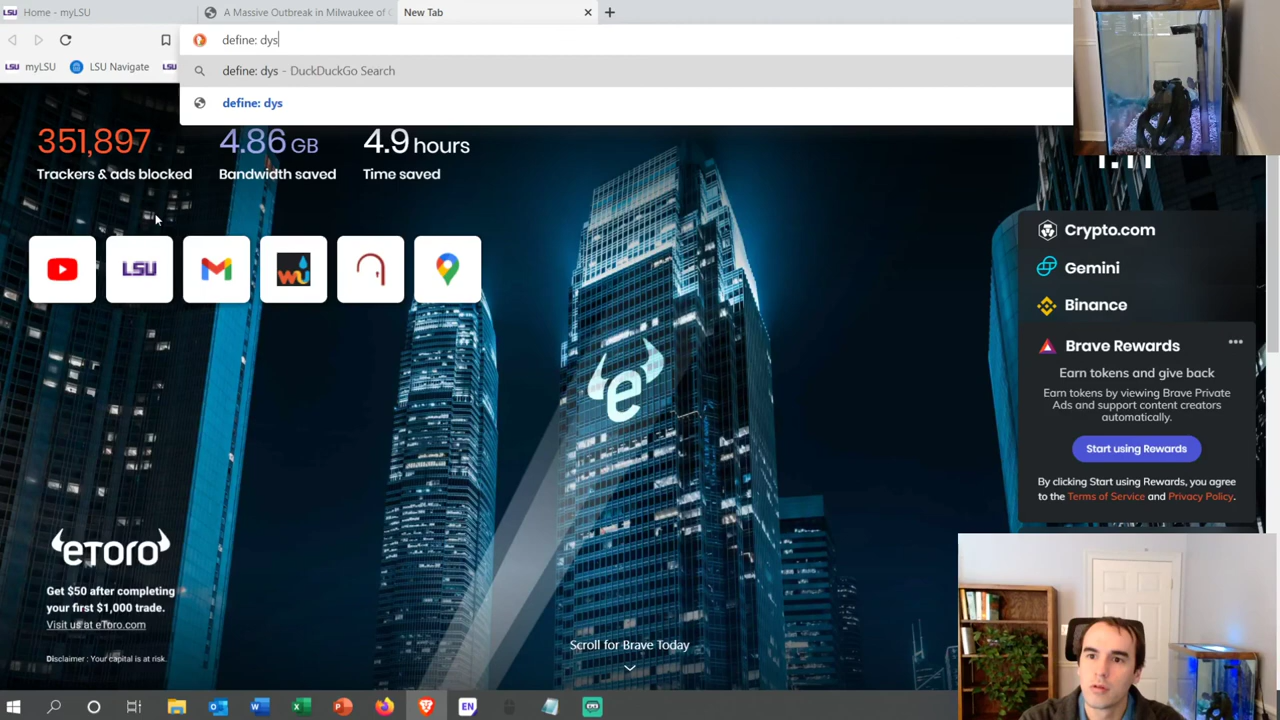 Home - myLSU
A Massive Outbreak in Milwaukee of
New Tab
define: dys
myLSU
LSU Navigate
LSU
define: dys - DuckDuckGo Search
define: dys
351,897
Trackers & ads blocked
4.86 GB
Bandwidth saved
4.9 hours
Time saved
LSU
WU
Crypto.com
Gemini
Binance
Brave Rewards
Earn tokens and give back
Earn tokens by viewing Brave Private
Ads and support content creators
automatically.
Start using Rewards
By clicking Start using Rewards, you agree
to the Terms of Service and Privacy Policy.
eTORO
Get $50 after completing
your first $1,000 trade.
Visit us at eToro.com
Disclaimer : Your capital is at risk.
Scroll for Brave Today
EN